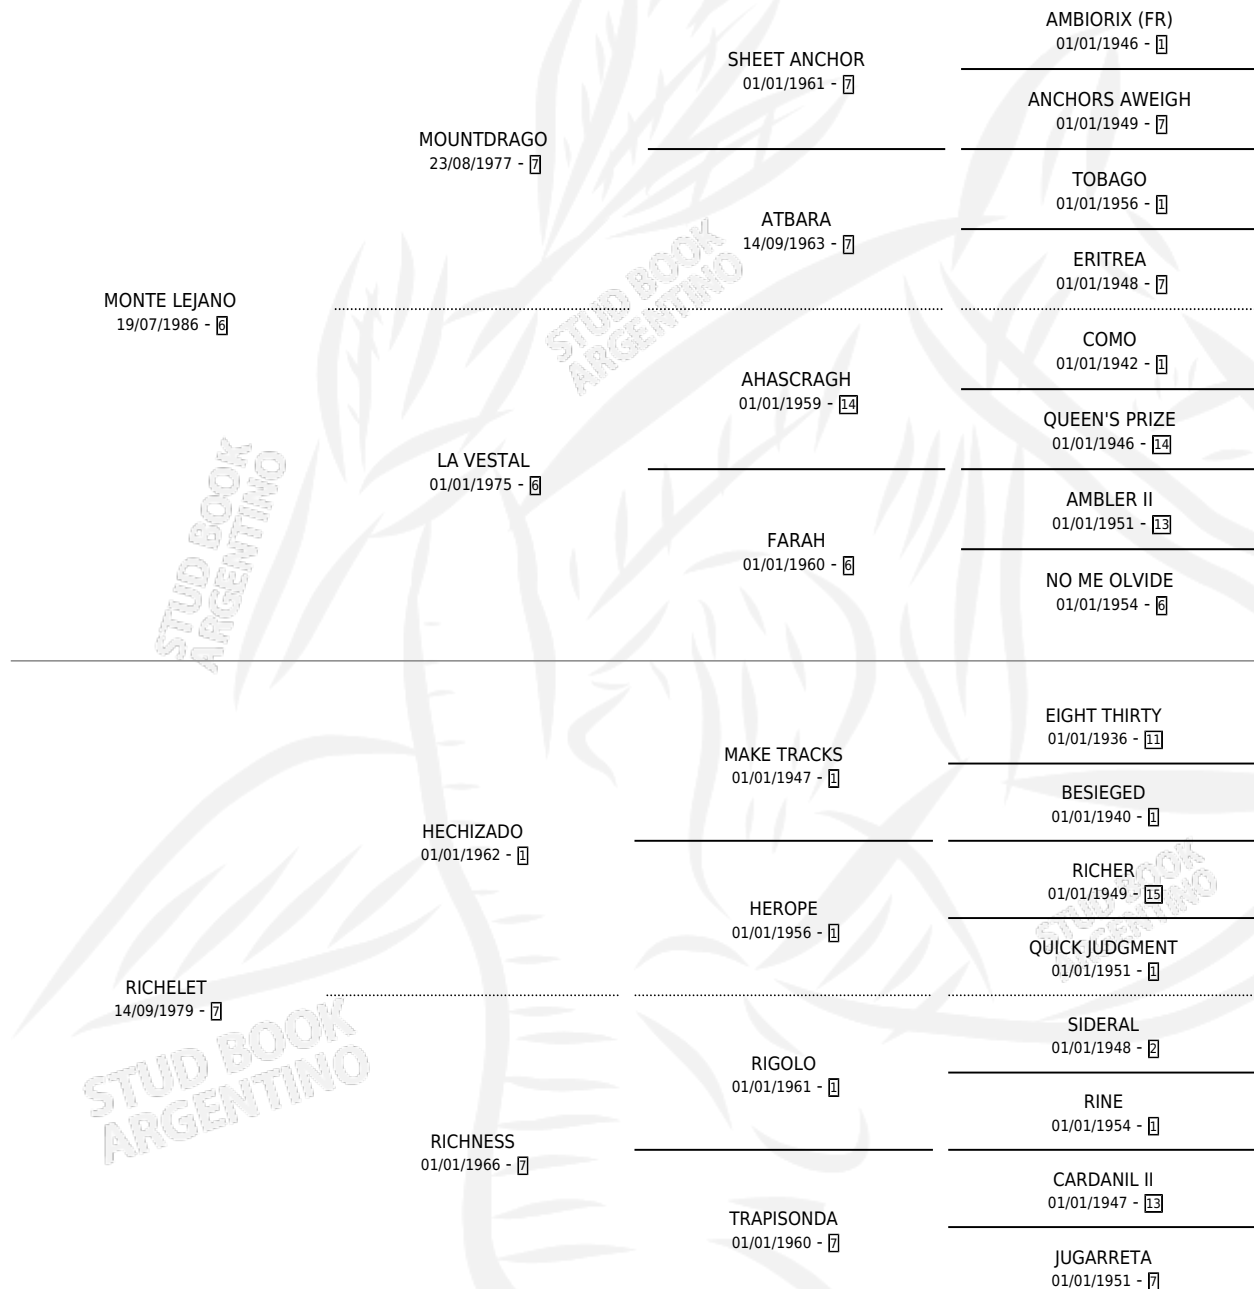 AMBIORIX (FR)
01/01/1946 - 1
SHEET ANCHOR
01/01/1961 - 7
ANCHORS AWEIGH
01/01/1949 - 7
MOUNTDRAGO
23/08/1977 - 7
TOBAGO
01/01/1956 - 1
ATBARA
14/09/1963 - 7
ERITREA
01/01/1948 - 7
MONTE LEJANO
19/07/1986 - 6
COMO
01/01/1942 - 1
AHASCRAGH
01/01/1959 - 14
QUEEN'S PRIZE
01/01/1946 - 14
LA VESTAL
01/01/1975 - 6
AMBLER II
01/01/1951 - 13
FARAH
01/01/1960 - 6
NO ME OLVIDE
01/01/1954 - 6
EIGHT THIRTY
01/01/1936 - 11
MAKE TRACKS
01/01/1947 - 1
BESIEGED
01/01/1940 - 1
HECHIZADO
01/01/1962 - 1
RICHER
01/01/1949 - 15
HEROPE
01/01/1956 - 1
QUICK JUDGMENT
01/01/1951 - 1
RICHELET
14/09/1979 - 7
SIDERAL
01/01/1948 - 2
RIGOLO
01/01/1961 - 1
RINE
01/01/1954 - 1
RICHNESS
01/01/1966 - 7
CARDANIL II
01/01/1947 - 13
TRAPISONDA
01/01/1960 - 7
JUGARRETA
01/01/1951 - 7
STUD BOOK
ARGENTINO
STUD BOOK
ARGENTINO
STUD BOOK
ARGENTINO
STUD BOOK
ARGENTINO